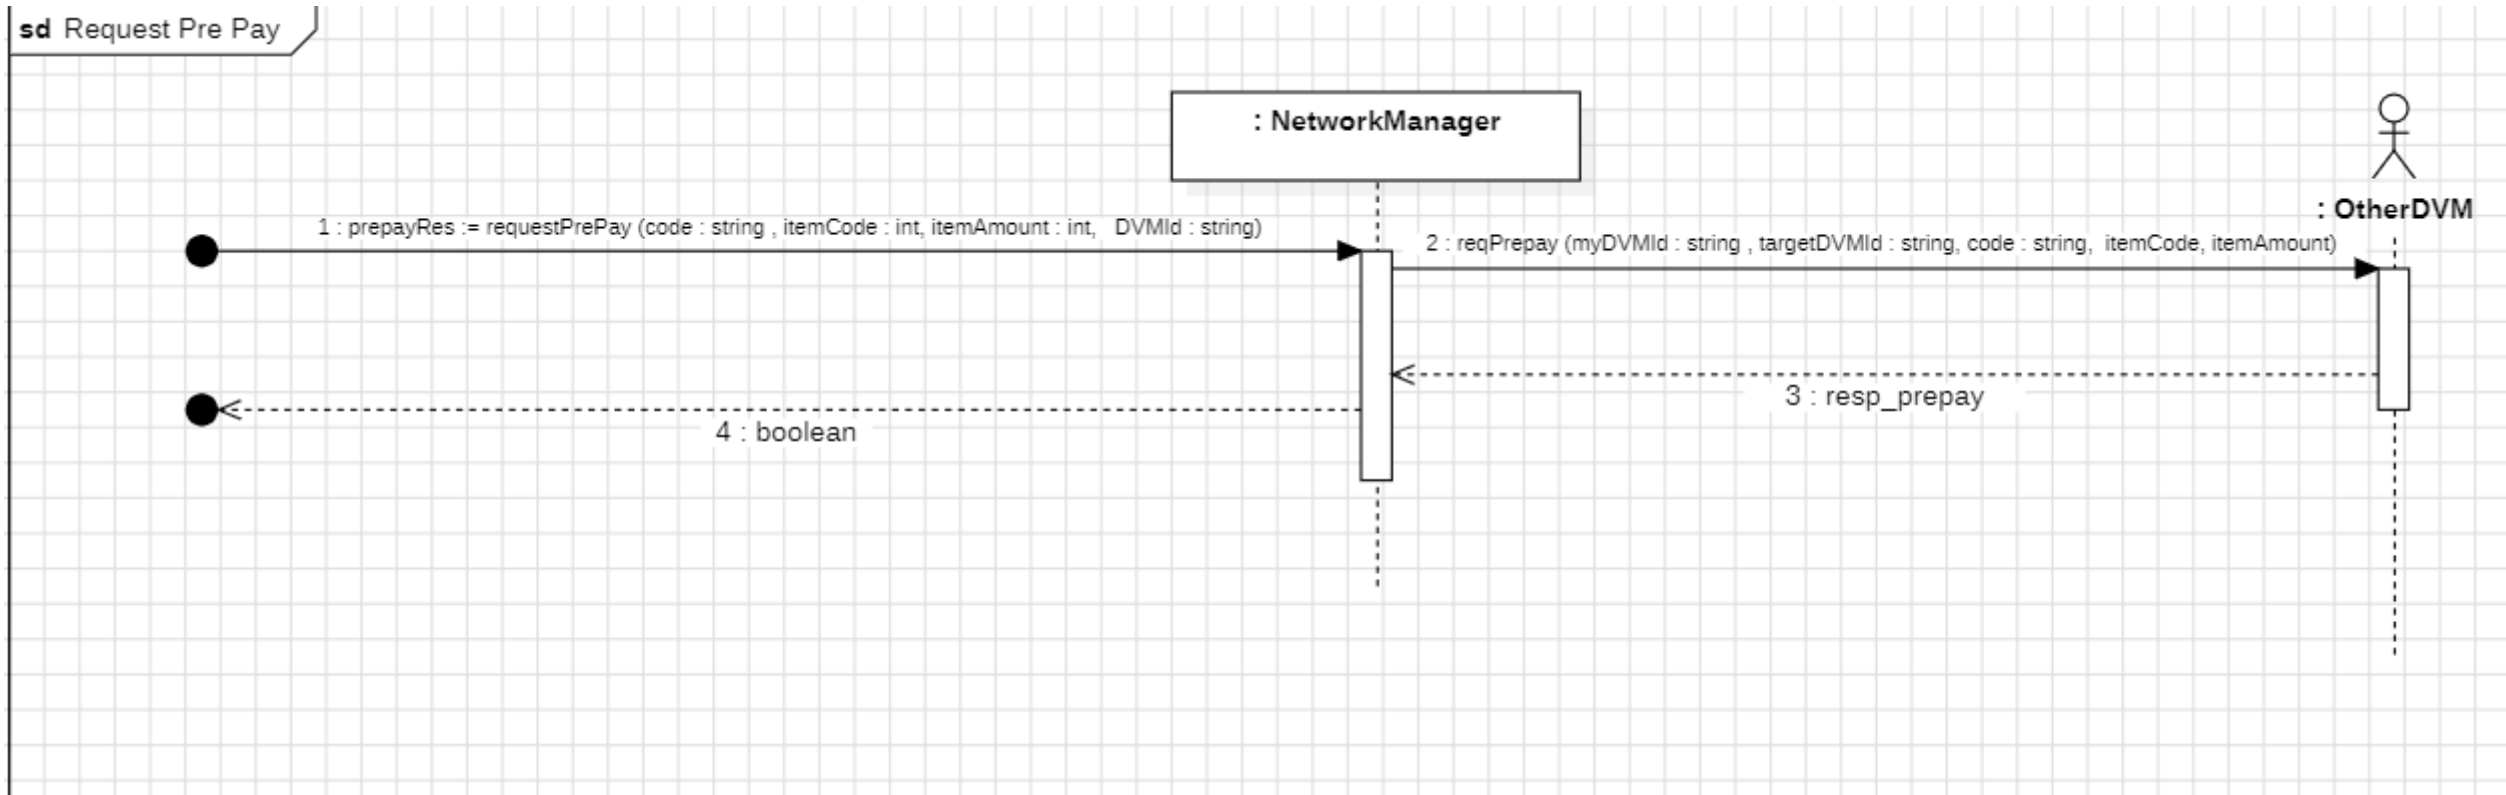 sd Request Pre Pay
: NetworkManager
: OtherDVM
1 : prepayRes := requestPrePay (code : string , itemCode : int, itemAmount : int, DVMId : string)
2 : reqPrepay (myDVMId : string , targetDVMId : string, code : string, itemCode, itemAmount)
3 : resp_prepay
4 : boolean